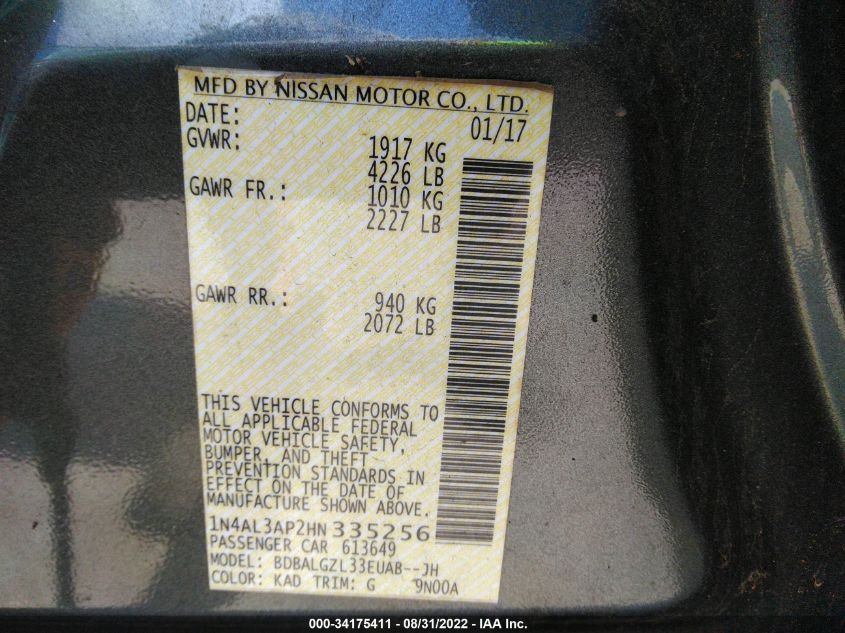 MFD BY NISSAN MOTOR CO., LTD.
DATE: 01/17
GVWR: 1917 KG
4226 LB
GAWR FR.: 1010 KG
2227 LB
GAWR RR.: 940 KG
2072 LB
THIS VEHICLE CONFORMS TO
ALL APPLICABLE FEDERAL
MOTOR VEHICLE SAFETY,
BUMPER, AND THEFT
PREVENTION STANDARDS IN
EFFECT ON THE DATE OF
MANUFACTURE SHOWN ABOVE.
1N4AL3AP2HN 335256
PASSENGER CAR 613649
MODEL: BDBALGZL33EUAB--JH
COLOR: KAD TRIM: G 9N00A
000-34175411 - 08/31/2022 - IAA Inc.